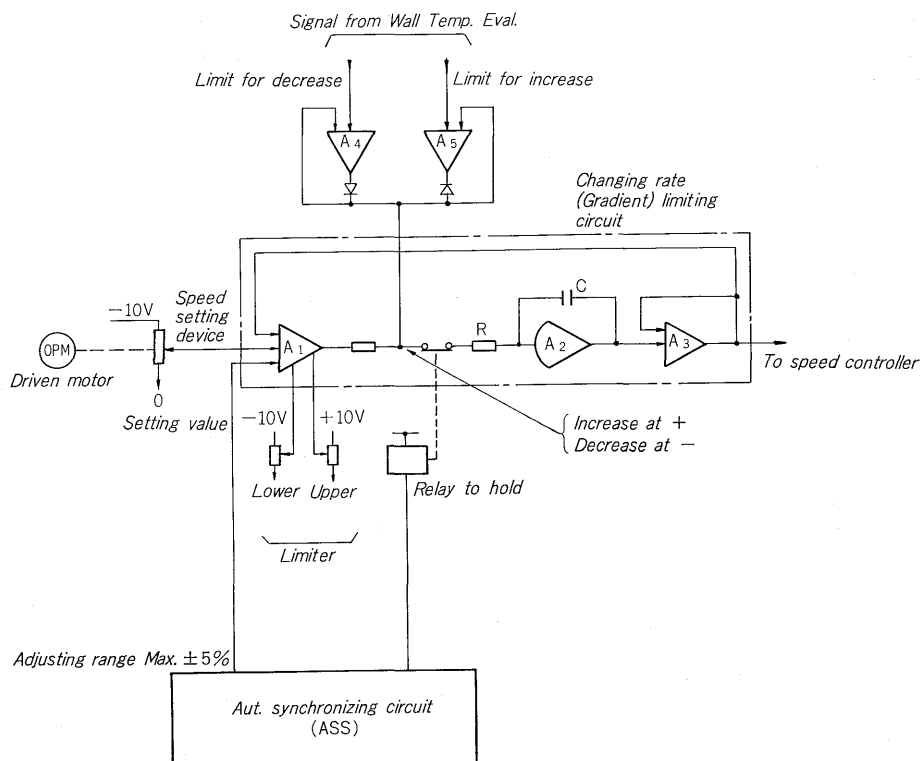 Signal from Wall Temp. Eval.
Limit for decrease
Limit for increase
A4
A5
Changing rate
(Gradient) limiting
circuit
C
-10V
Speed
setting
device
R
OPM
A1
A2
A3
Driven motor
To speed controller
0
Setting value
-10V
+10V
Increase at +
Decrease at -
Lower
Upper
Relay to hold
Limiter
Adjusting range Max. ±5%
Aut. synchronizing circuit
(ASS)